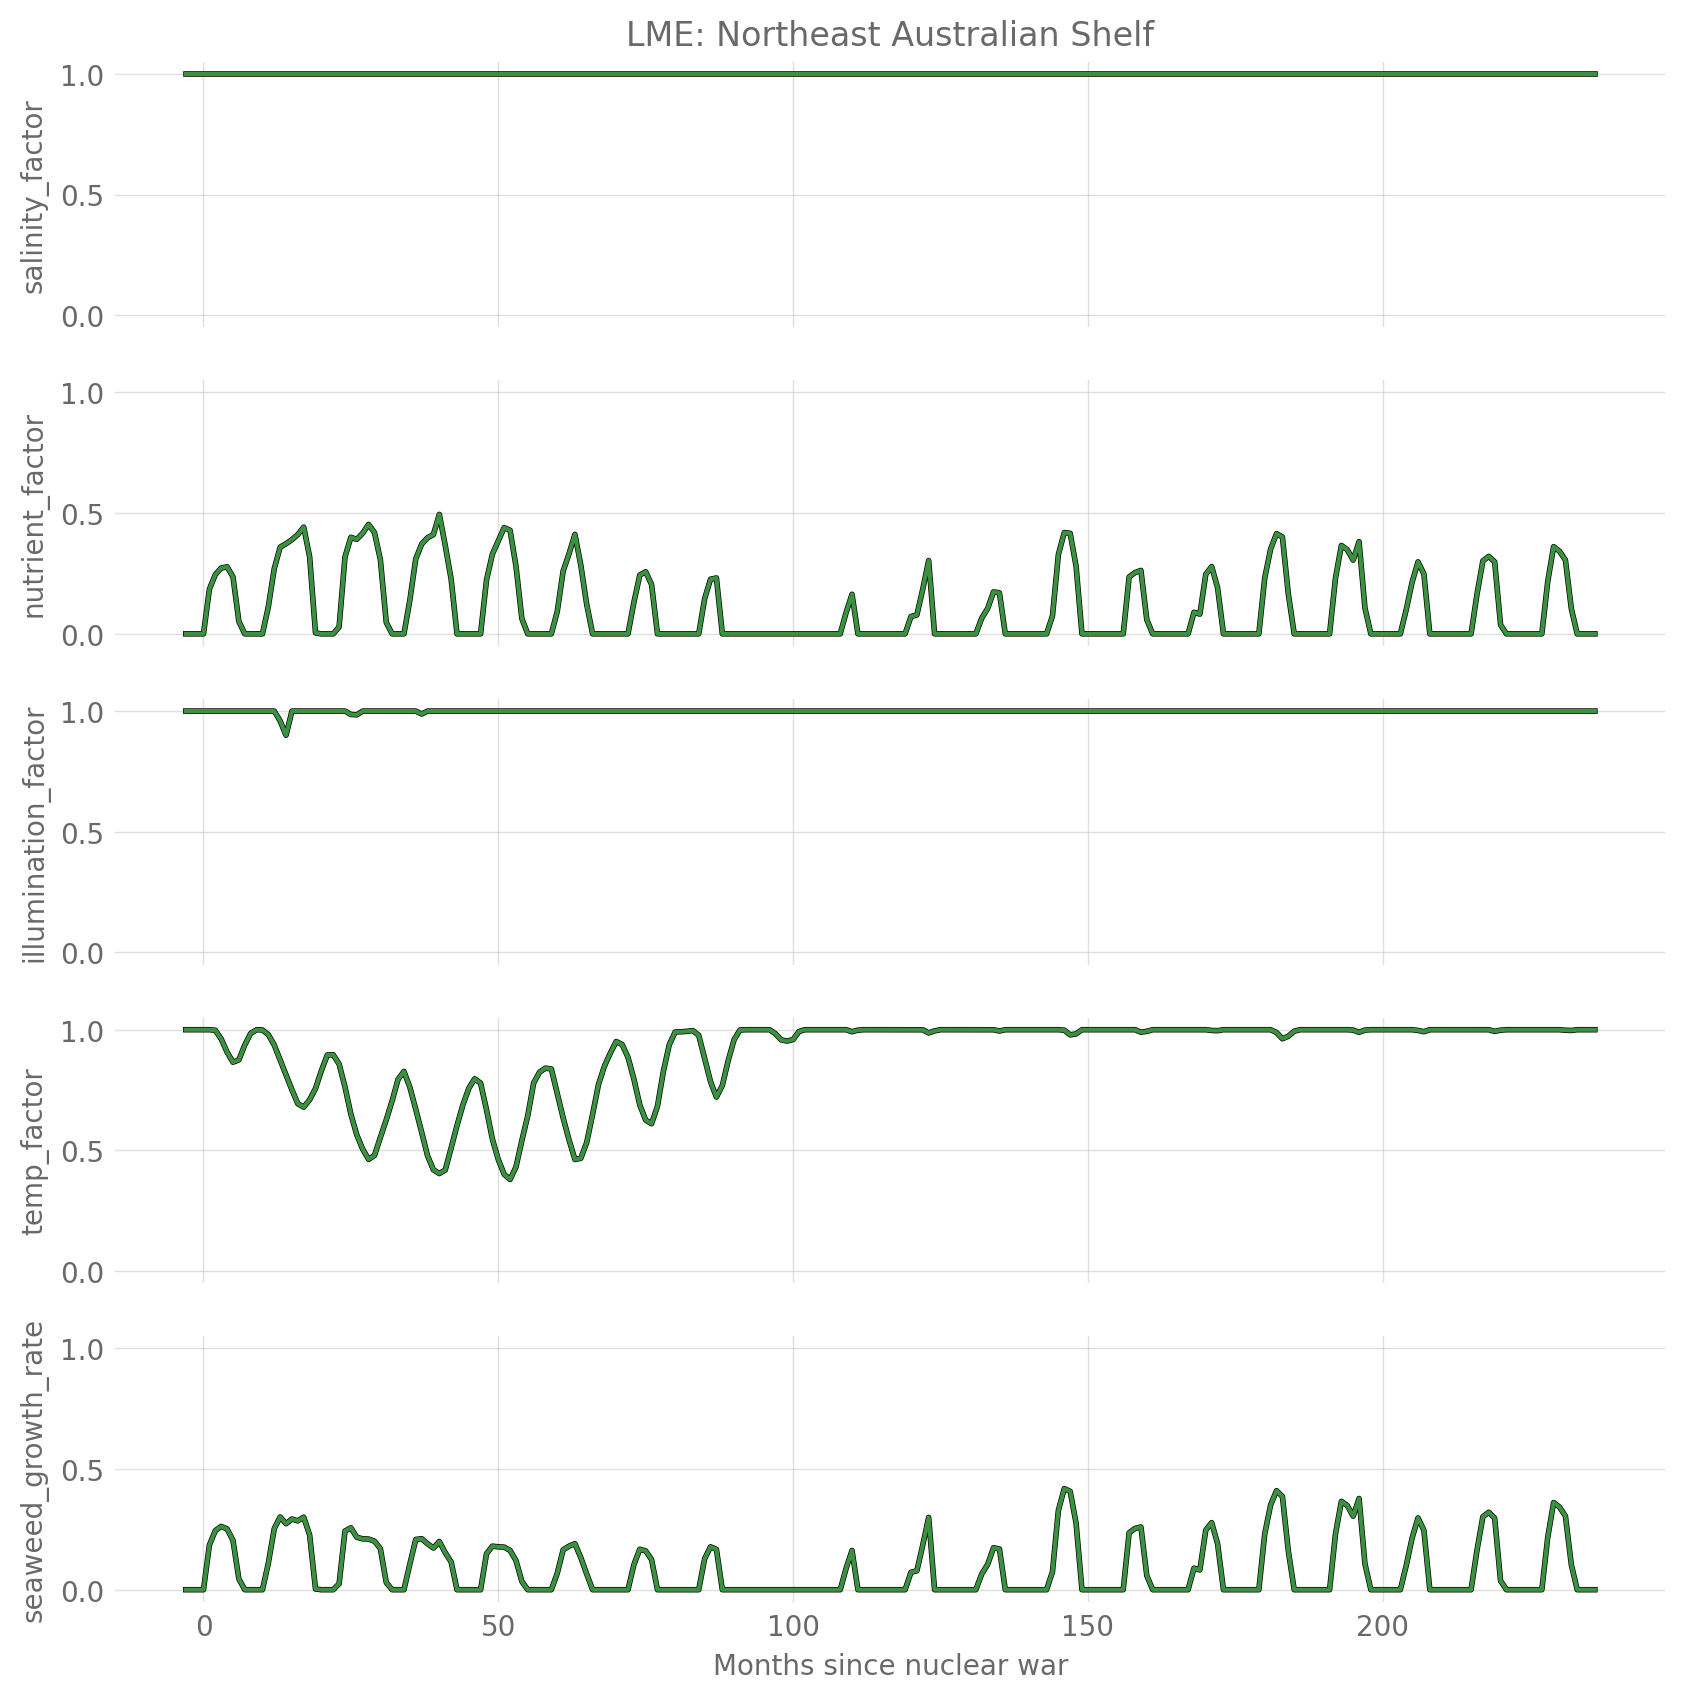 LME: Northeast Australian Shelf
1.0
0.5
0.0
salinity_factor
1.0
0.5
0.0
nutrient_factor
1.0
0.5
0.0
illumination_factor
1.0
0.5
0.0
temp_factor
1.0
0.5
0.0
seaweed_growth_rate
0 50 100 150 200
Months since nuclear war